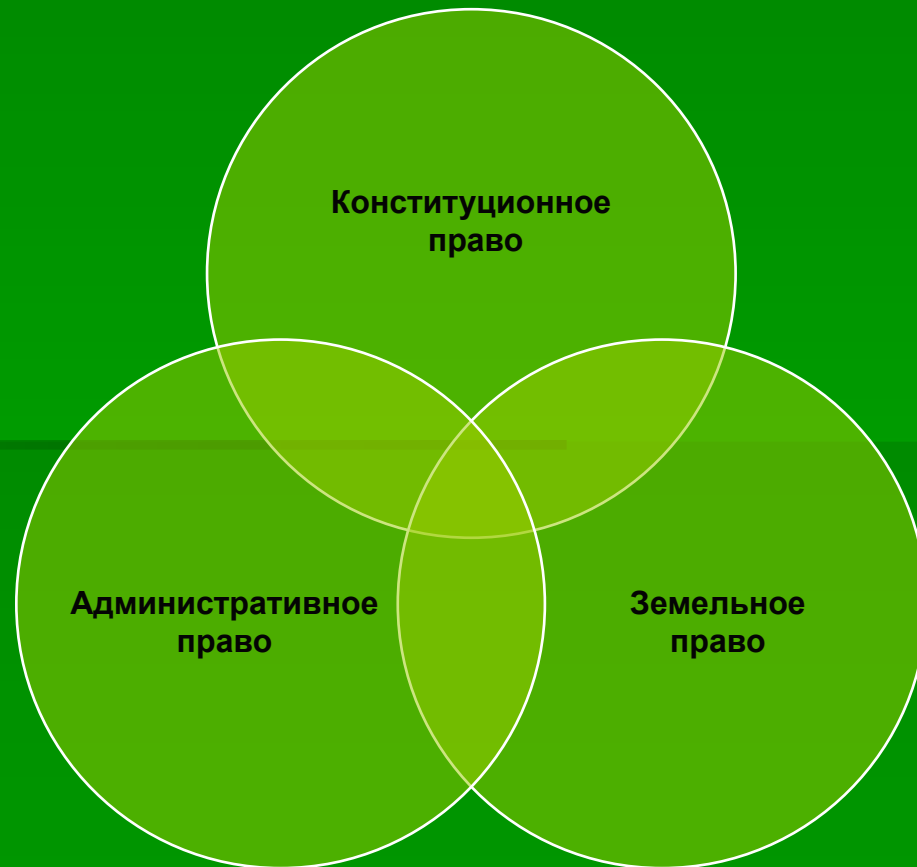 Конституционное
право
Административное
право
Земельное
право